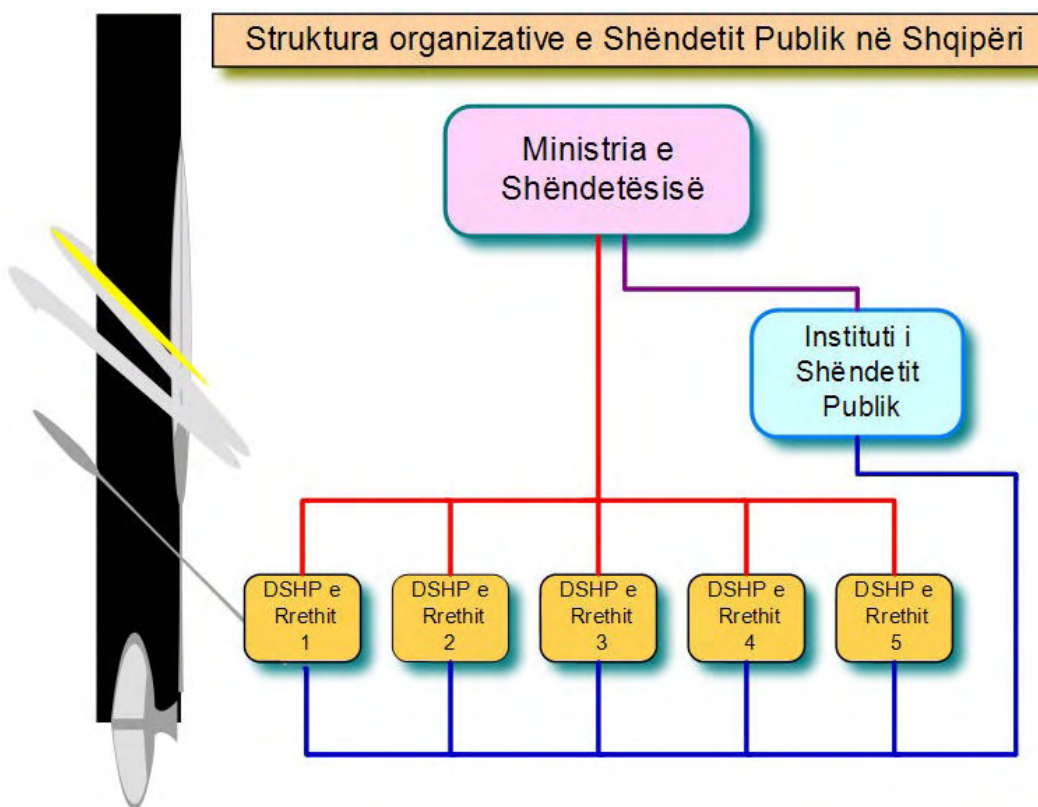 Struktura organizative e Shëndetit Publik në Shqipëri
Ministria e
Shëndetësisë
Instituti i
Shëndetit
Publik
DSHP e
Rrethit
1
DSHP e
Rrethit
2
DSHP e
Rrethit
3
DSHP e
Rrethit
4
DSHP e
Rrethit
5